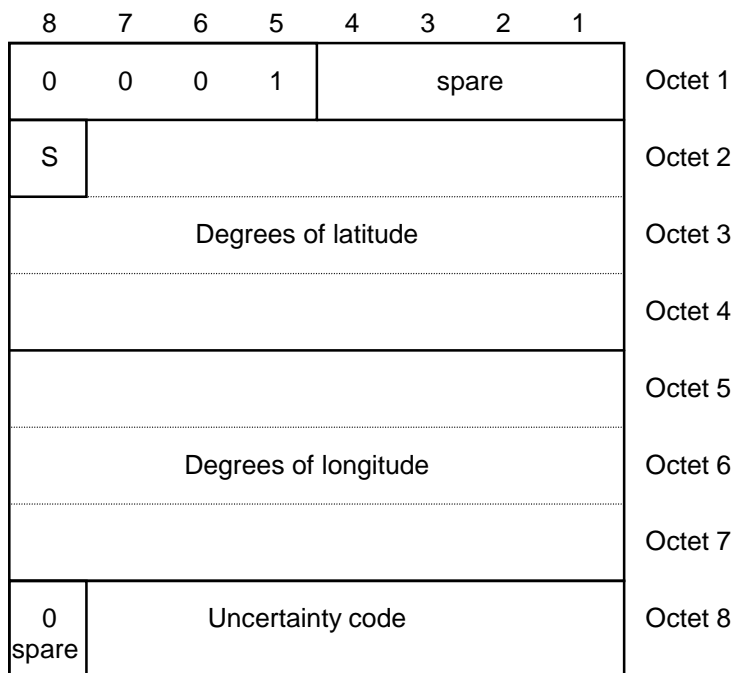 8 7 6 5 4 3 2 1
0 0 0 1 spare Octet 1
S Octet 2
Degrees of latitude Octet 3
Octet 4
Octet 5
Degrees of longitude Octet 6
Octet 7
0 Uncertainty code Octet 8
spare